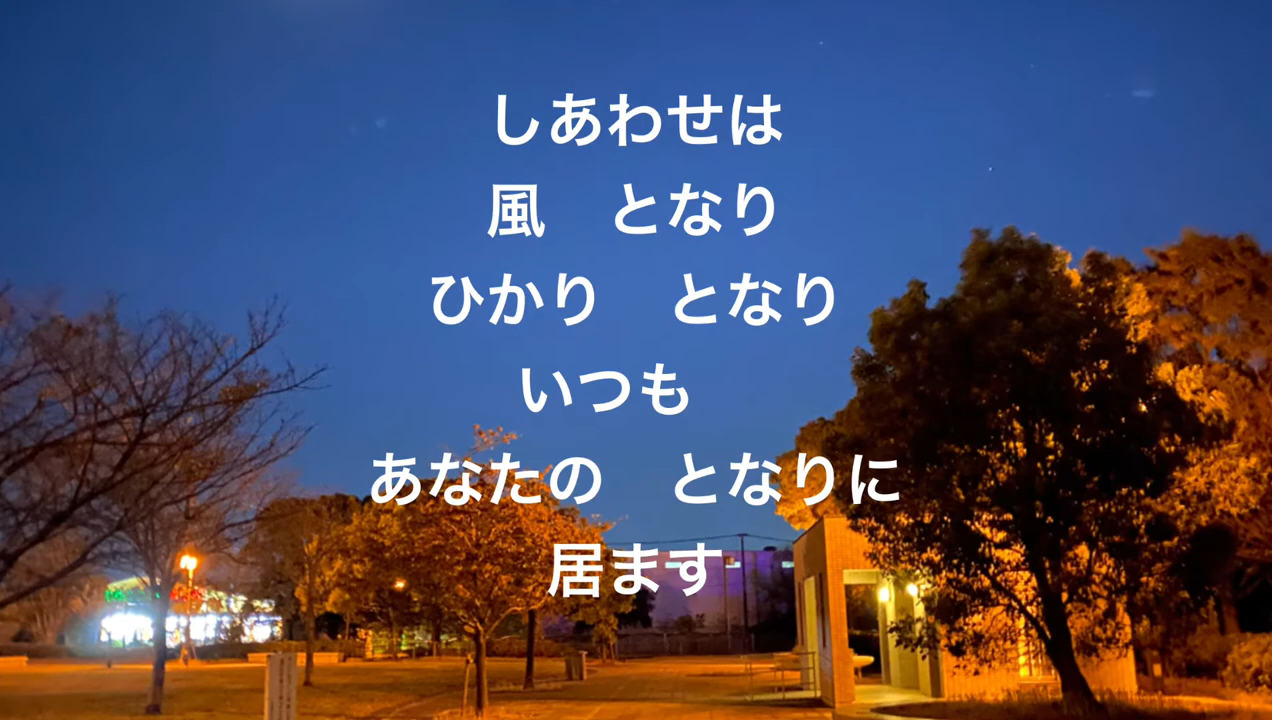 しあわせは
風　となり
ひかり　となり
いつも
あなたの　となりに
居ます